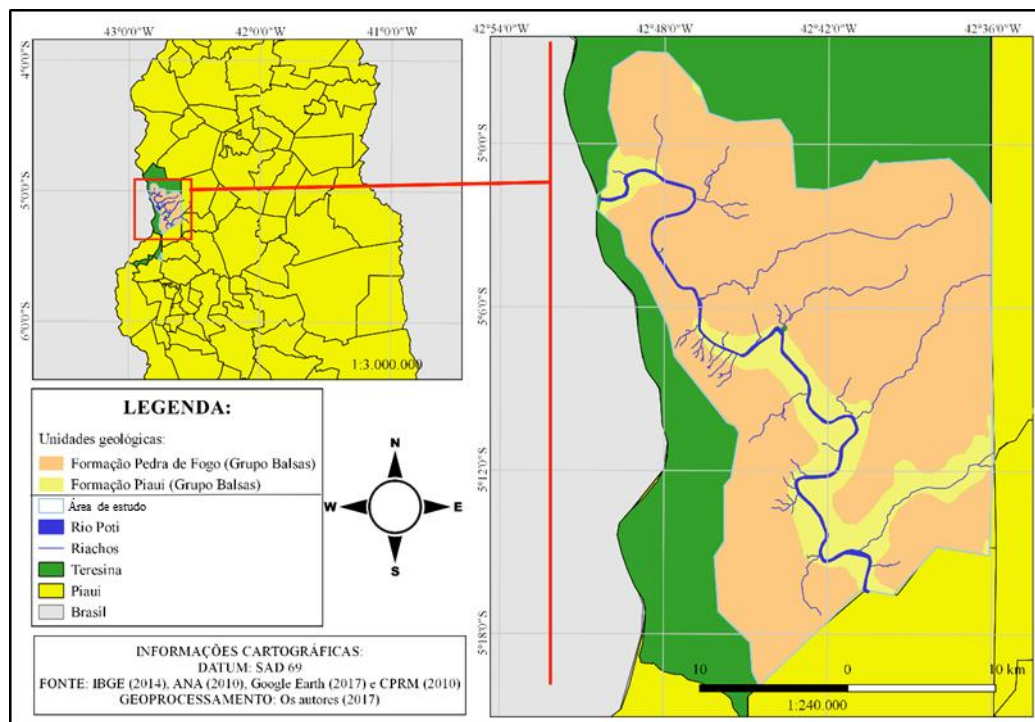 43°0'0"W 42°0'0"W 41°0'0"W
4°0'0"S
5°0'0"S
6°0'0"S
1:3.000.000
42°54'0"W 42°48'0"W 42°42'0"W 42°36'0"W
5°0'0"S
5°6'0"S
5°12'0"S
5°18'0"S
10 0 10 km
1:240.000
LEGENDA:
Unidades geológicas:
Formação Pedra de Fogo (Grupo Balsas)
Formação Piauí (Grupo Balsas)
Área de estudo
Rio Poti
Riachos
Teresina
Piauí
Brasil
N
W E
S
INFORMAÇÕES CARTOGRÁFICAS:
DATUM: SAD 69
FONTE: IBGE (2014), ANA (2010), Google Earth (2017) e CPRM (2010)
GEOPROCESSAMENTO: Os autores (2017)